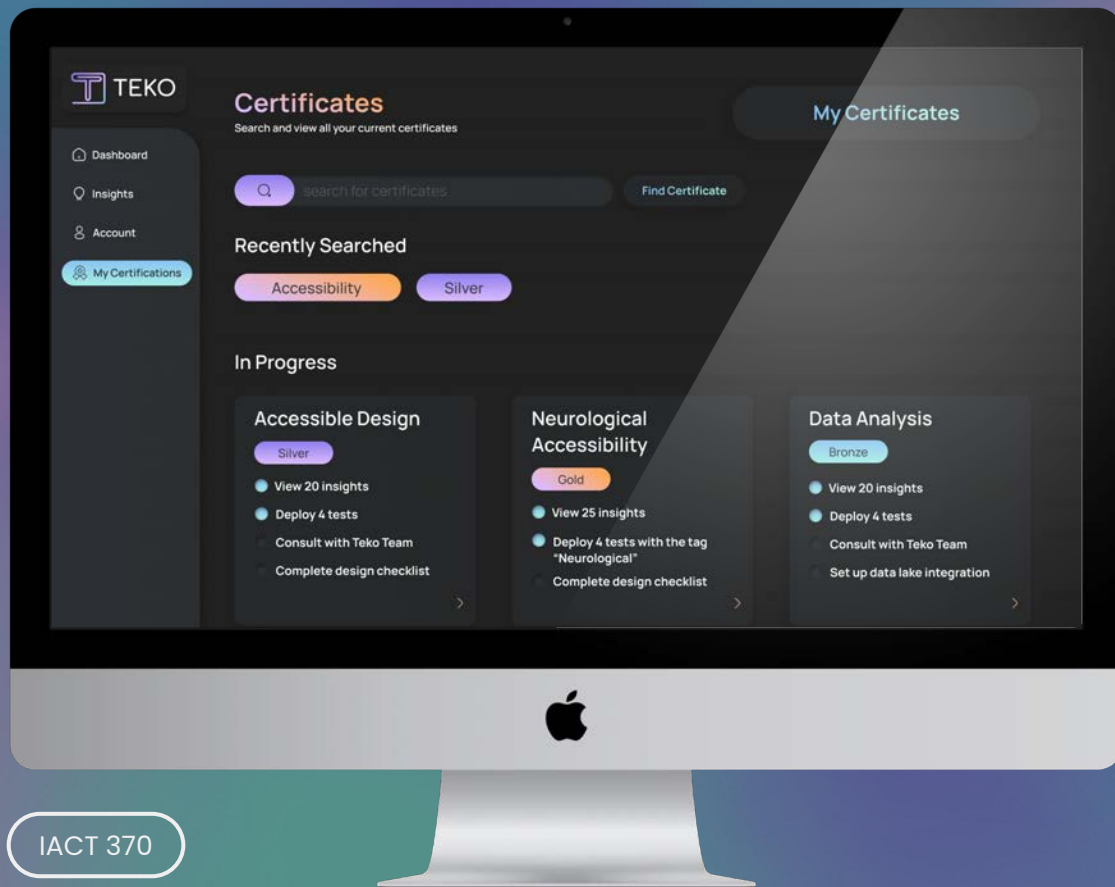 TEKO
Certificates
Search and view all your current certificates
My Certificates
Dashboard
Insights
Account
My Certifications
search for certificates
Find Certificate
Recently Searched
Accessibility
Silver
In Progress
Accessible Design
Silver
View 20 insights
Deploy 4 tests
Consult with Teko Team
Complete design checklist
Neurological
Accessibility
Gold
View 25 insights
Deploy 4 tests with the tag
“Neurological”
Complete design checklist
Data Analysis
Bronze
View 20 insights
Deploy 4 tests
Consult with Teko Team
Set up data lake integration
IACT 370